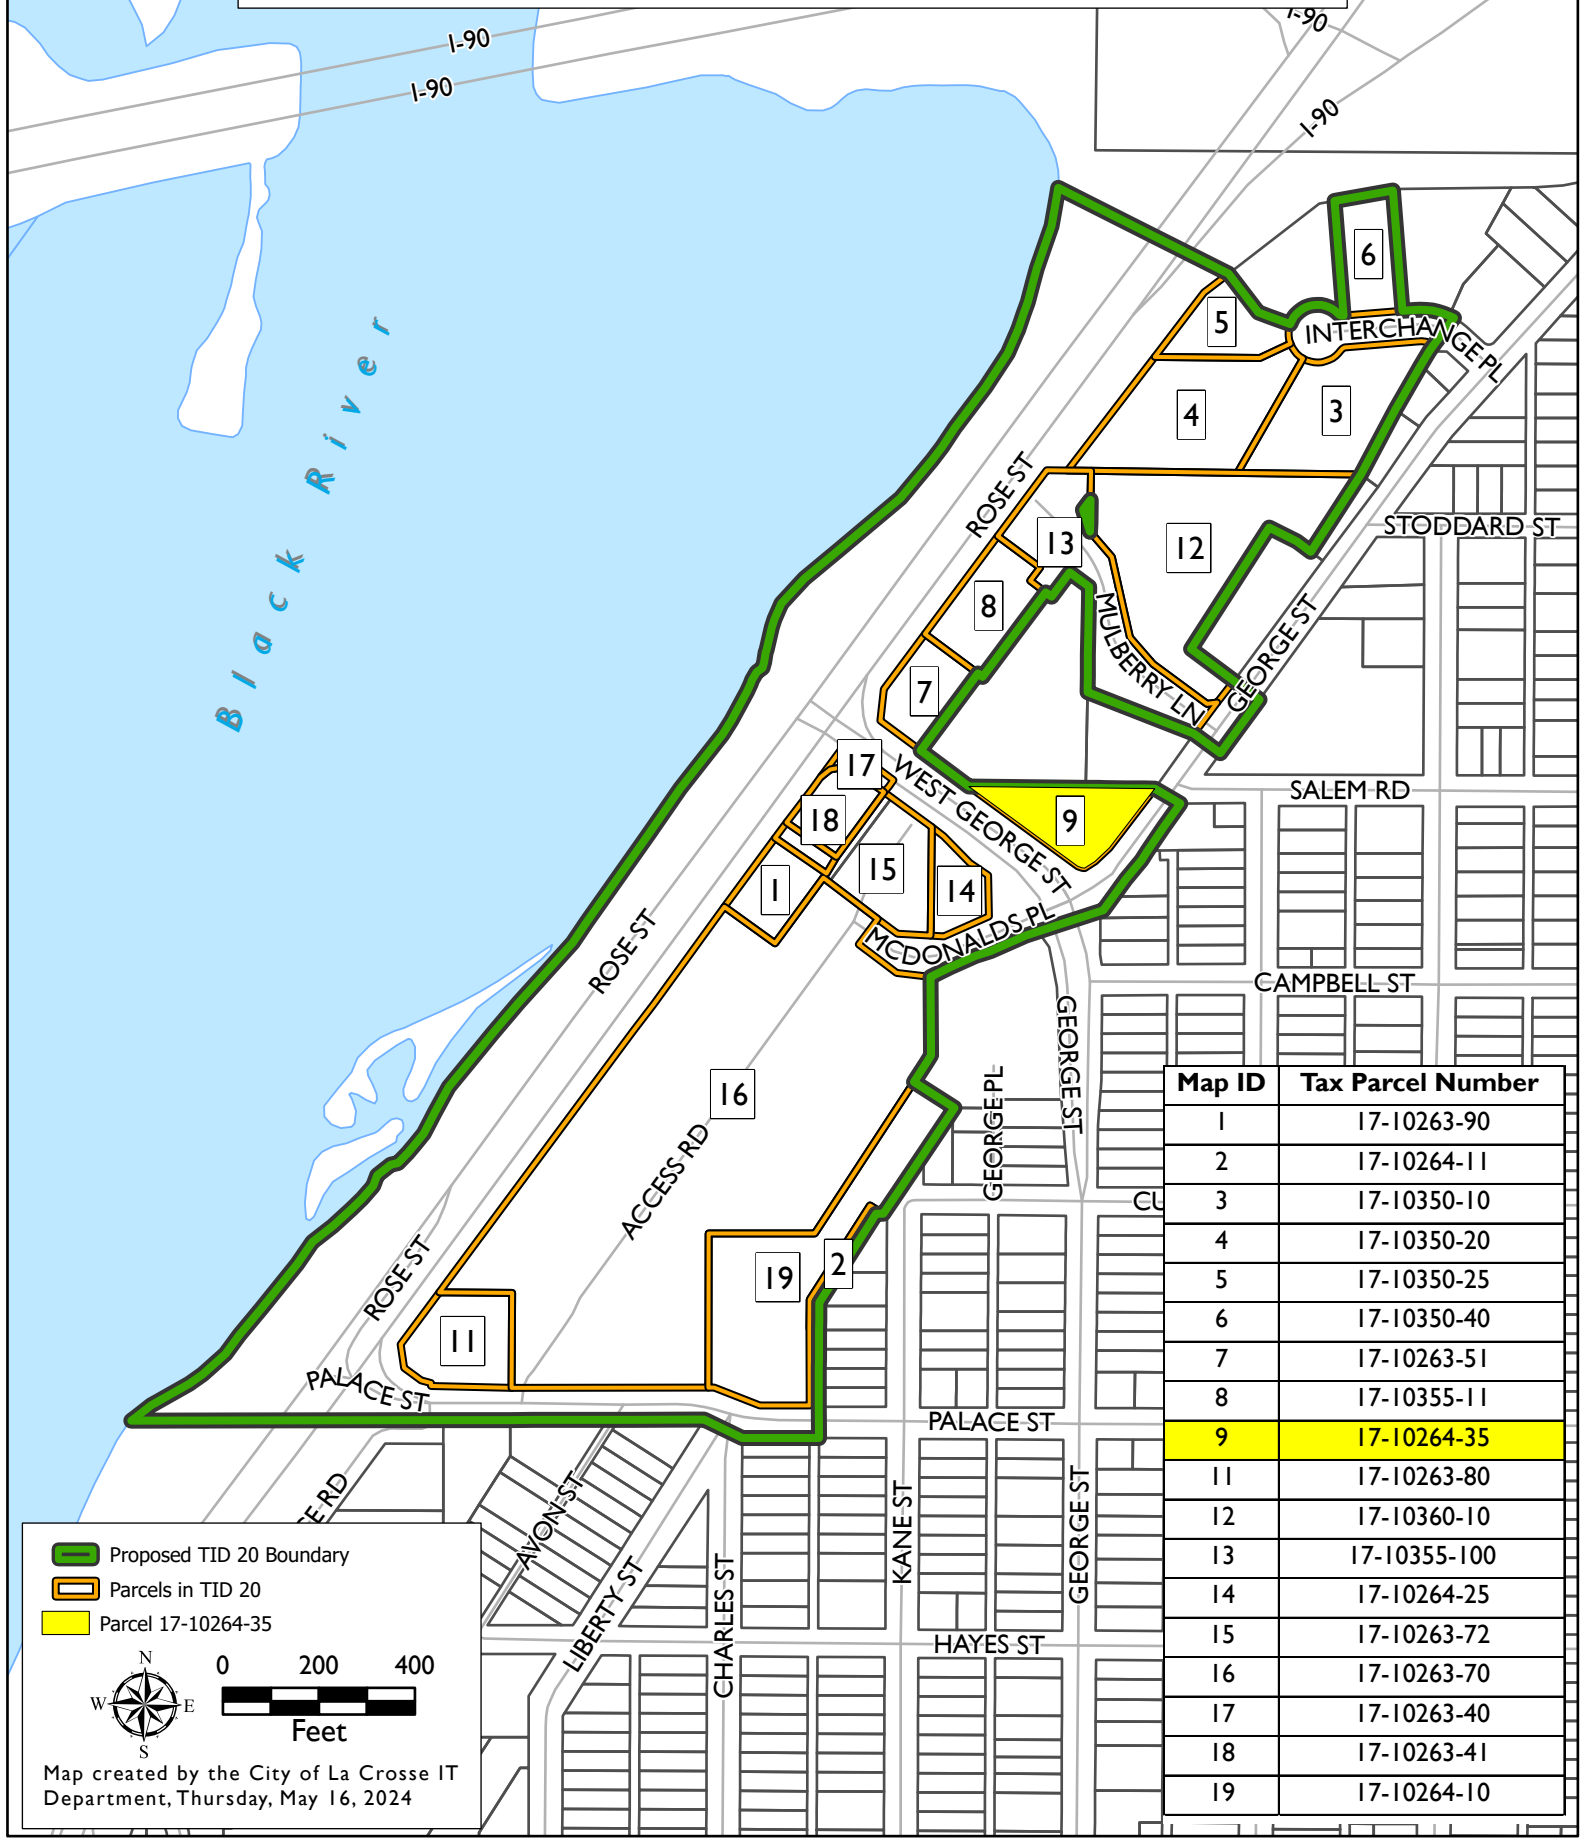 I-90
I-90
I-90
I-90
Black River
6
5
INTERCHANGE PL
4
3
ROSE ST
STODDARD ST
13
12
8
MULBERRY LN
GEORGE ST
7
17
WEST GEORGE ST
SALEM RD
18
9
15
1
14
ROSE ST
MCDONALDS PL
CAMPBELL ST
GEORGE ST
GEORGE PL
16
ACCESS RD
CU
ROSE ST
19
2
11
PALACE ST
PALACE ST
CE RD
AVON ST
LIBERTY ST
CHARLES ST
KANE ST
GEORGE ST
HAYES ST
Map ID Tax Parcel Number
1 17-10263-90
2 17-10264-11
3 17-10350-10
4 17-10350-20
5 17-10350-25
6 17-10350-40
7 17-10263-51
8 17-10355-11
9 17-10264-35
11 17-10263-80
12 17-10360-10
13 17-10355-100
14 17-10264-25
15 17-10263-72
16 17-10263-70
17 17-10263-40
18 17-10263-41
19 17-10264-10
Proposed TID 20 Boundary
Parcels in TID 20
Parcel 17-10264-35
N
W E
S
0 200 400
Feet
Map created by the City of La Crosse IT
Department, Thursday, May 16, 2024